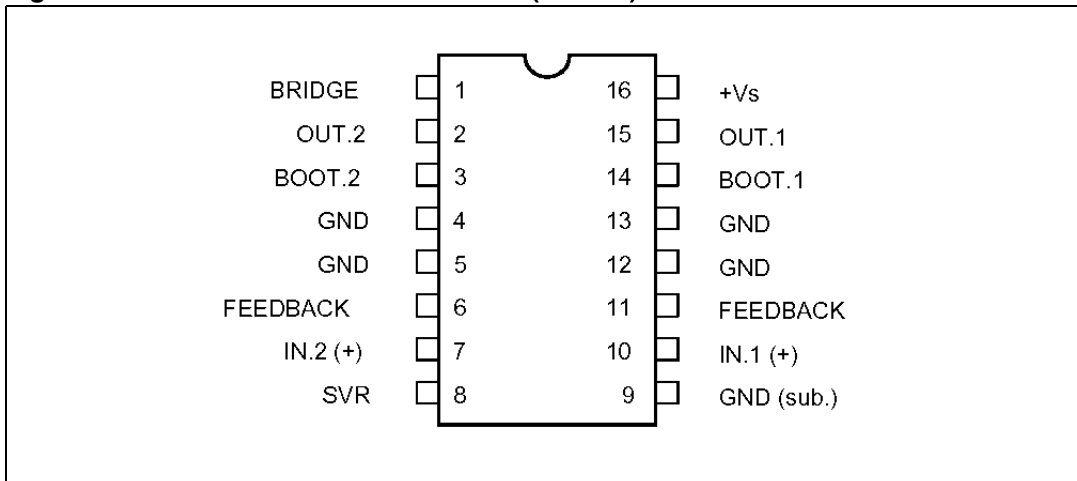 BRIDGE 1 16 +Vs
OUT.2 2 15 OUT.1
BOOT.2 3 14 BOOT.1
GND 4 13 GND
GND 5 12 GND
FEEDBACK 6 11 FEEDBACK
IN.2 (+) 7 10 IN.1 (+)
SVR 8 9 GND (sub.)